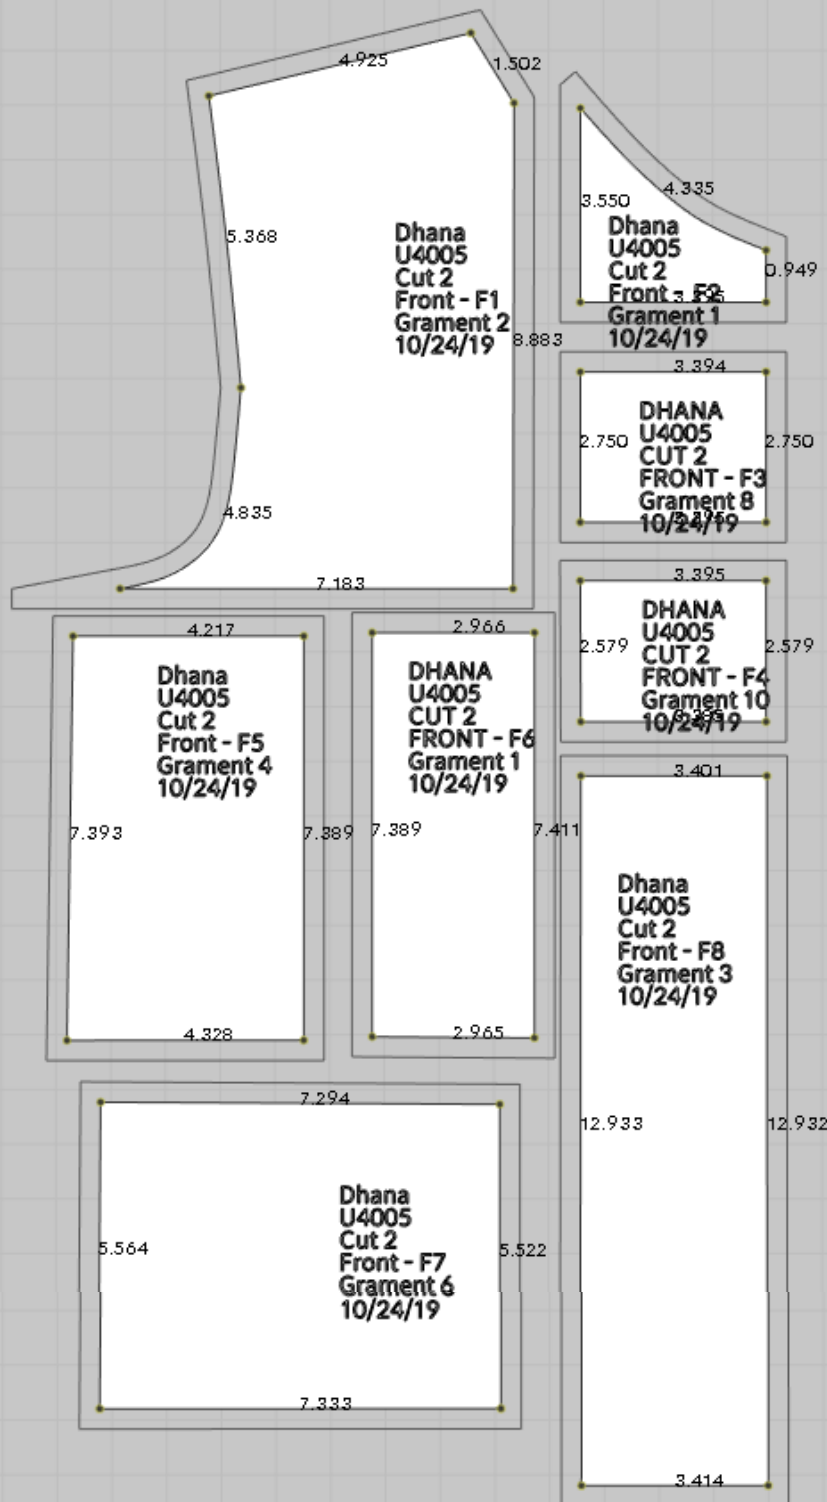 4.925
1.502
5.368
Dhana
U4005
Cut 2
Front - F1
Grament 2
10/24/19
8.883
4.835
7.183
4.335
3.550
Dhana
U4005
Cut 2
Front - F2
Grament 1
10/24/19
0.949
3.394
2.750
DHANA
U4005
CUT 2
FRONT - F3
Grament 8
10/24/19
2.750
3.395
2.579
DHANA
U4005
CUT 2
FRONT - F4
Grament 10
10/24/19
2.579
4.217
Dhana
U4005
Cut 2
Front - F5
Grament 4
10/24/19
7.393
7.389
4.328
2.966
DHANA
U4005
CUT 2
FRONT - F6
Grament 1
10/24/19
7.389
7.411
2.965
3.401
Dhana
U4005
Cut 2
Front - F8
Grament 3
10/24/19
12.933
12.932
3.414
7.294
Dhana
U4005
Cut 2
Front - F7
Grament 6
10/24/19
5.564
5.522
7.333